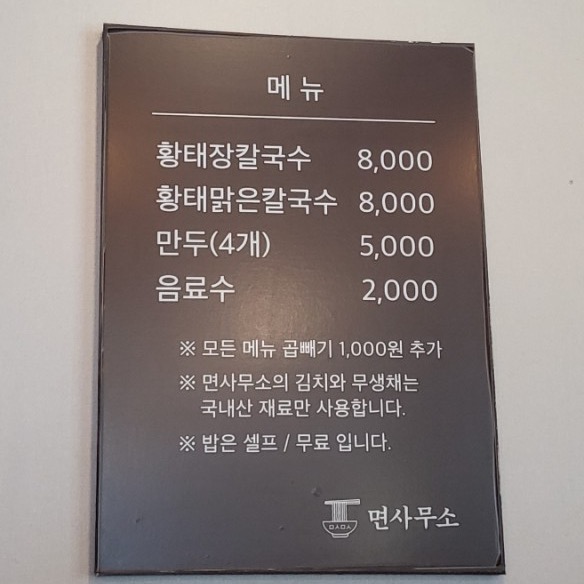 메뉴
황태장칼국수 8,000
황태맑은칼국수 8,000
만두(4개) 5,000
음료수 2,000
※ 모든 메뉴 곱빼기 1,000원 추가
※ 면사무소의 김치와 무생채는
국내산 재료만 사용합니다.
※ 밥은 셀프 / 무료 입니다.
면사무소